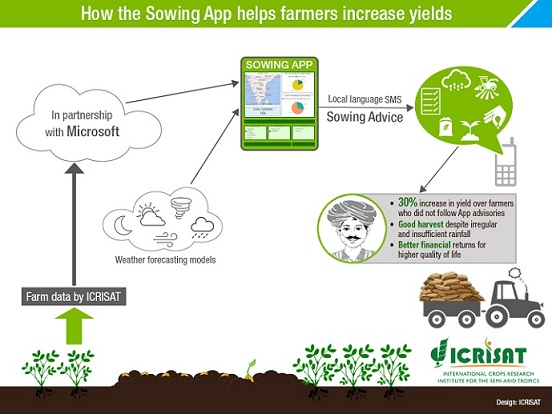 How the Sowing App helps farmers increase yields
SOWING APP
In partnership
with Microsoft
Local language SMS
Sowing Advice
Weather forecasting models
• 30% increase in yield over farmers
who did not follow App advisories
• Good harvest despite irregular
and insufficient rainfall
• Better financial returns for
higher quality of life
Farm data by ICRISAT
ICRISAT
INTERNATIONAL CROPS RESEARCH
INSTITUTE FOR THE SEMI-ARID TROPICS
Design: ICRISAT